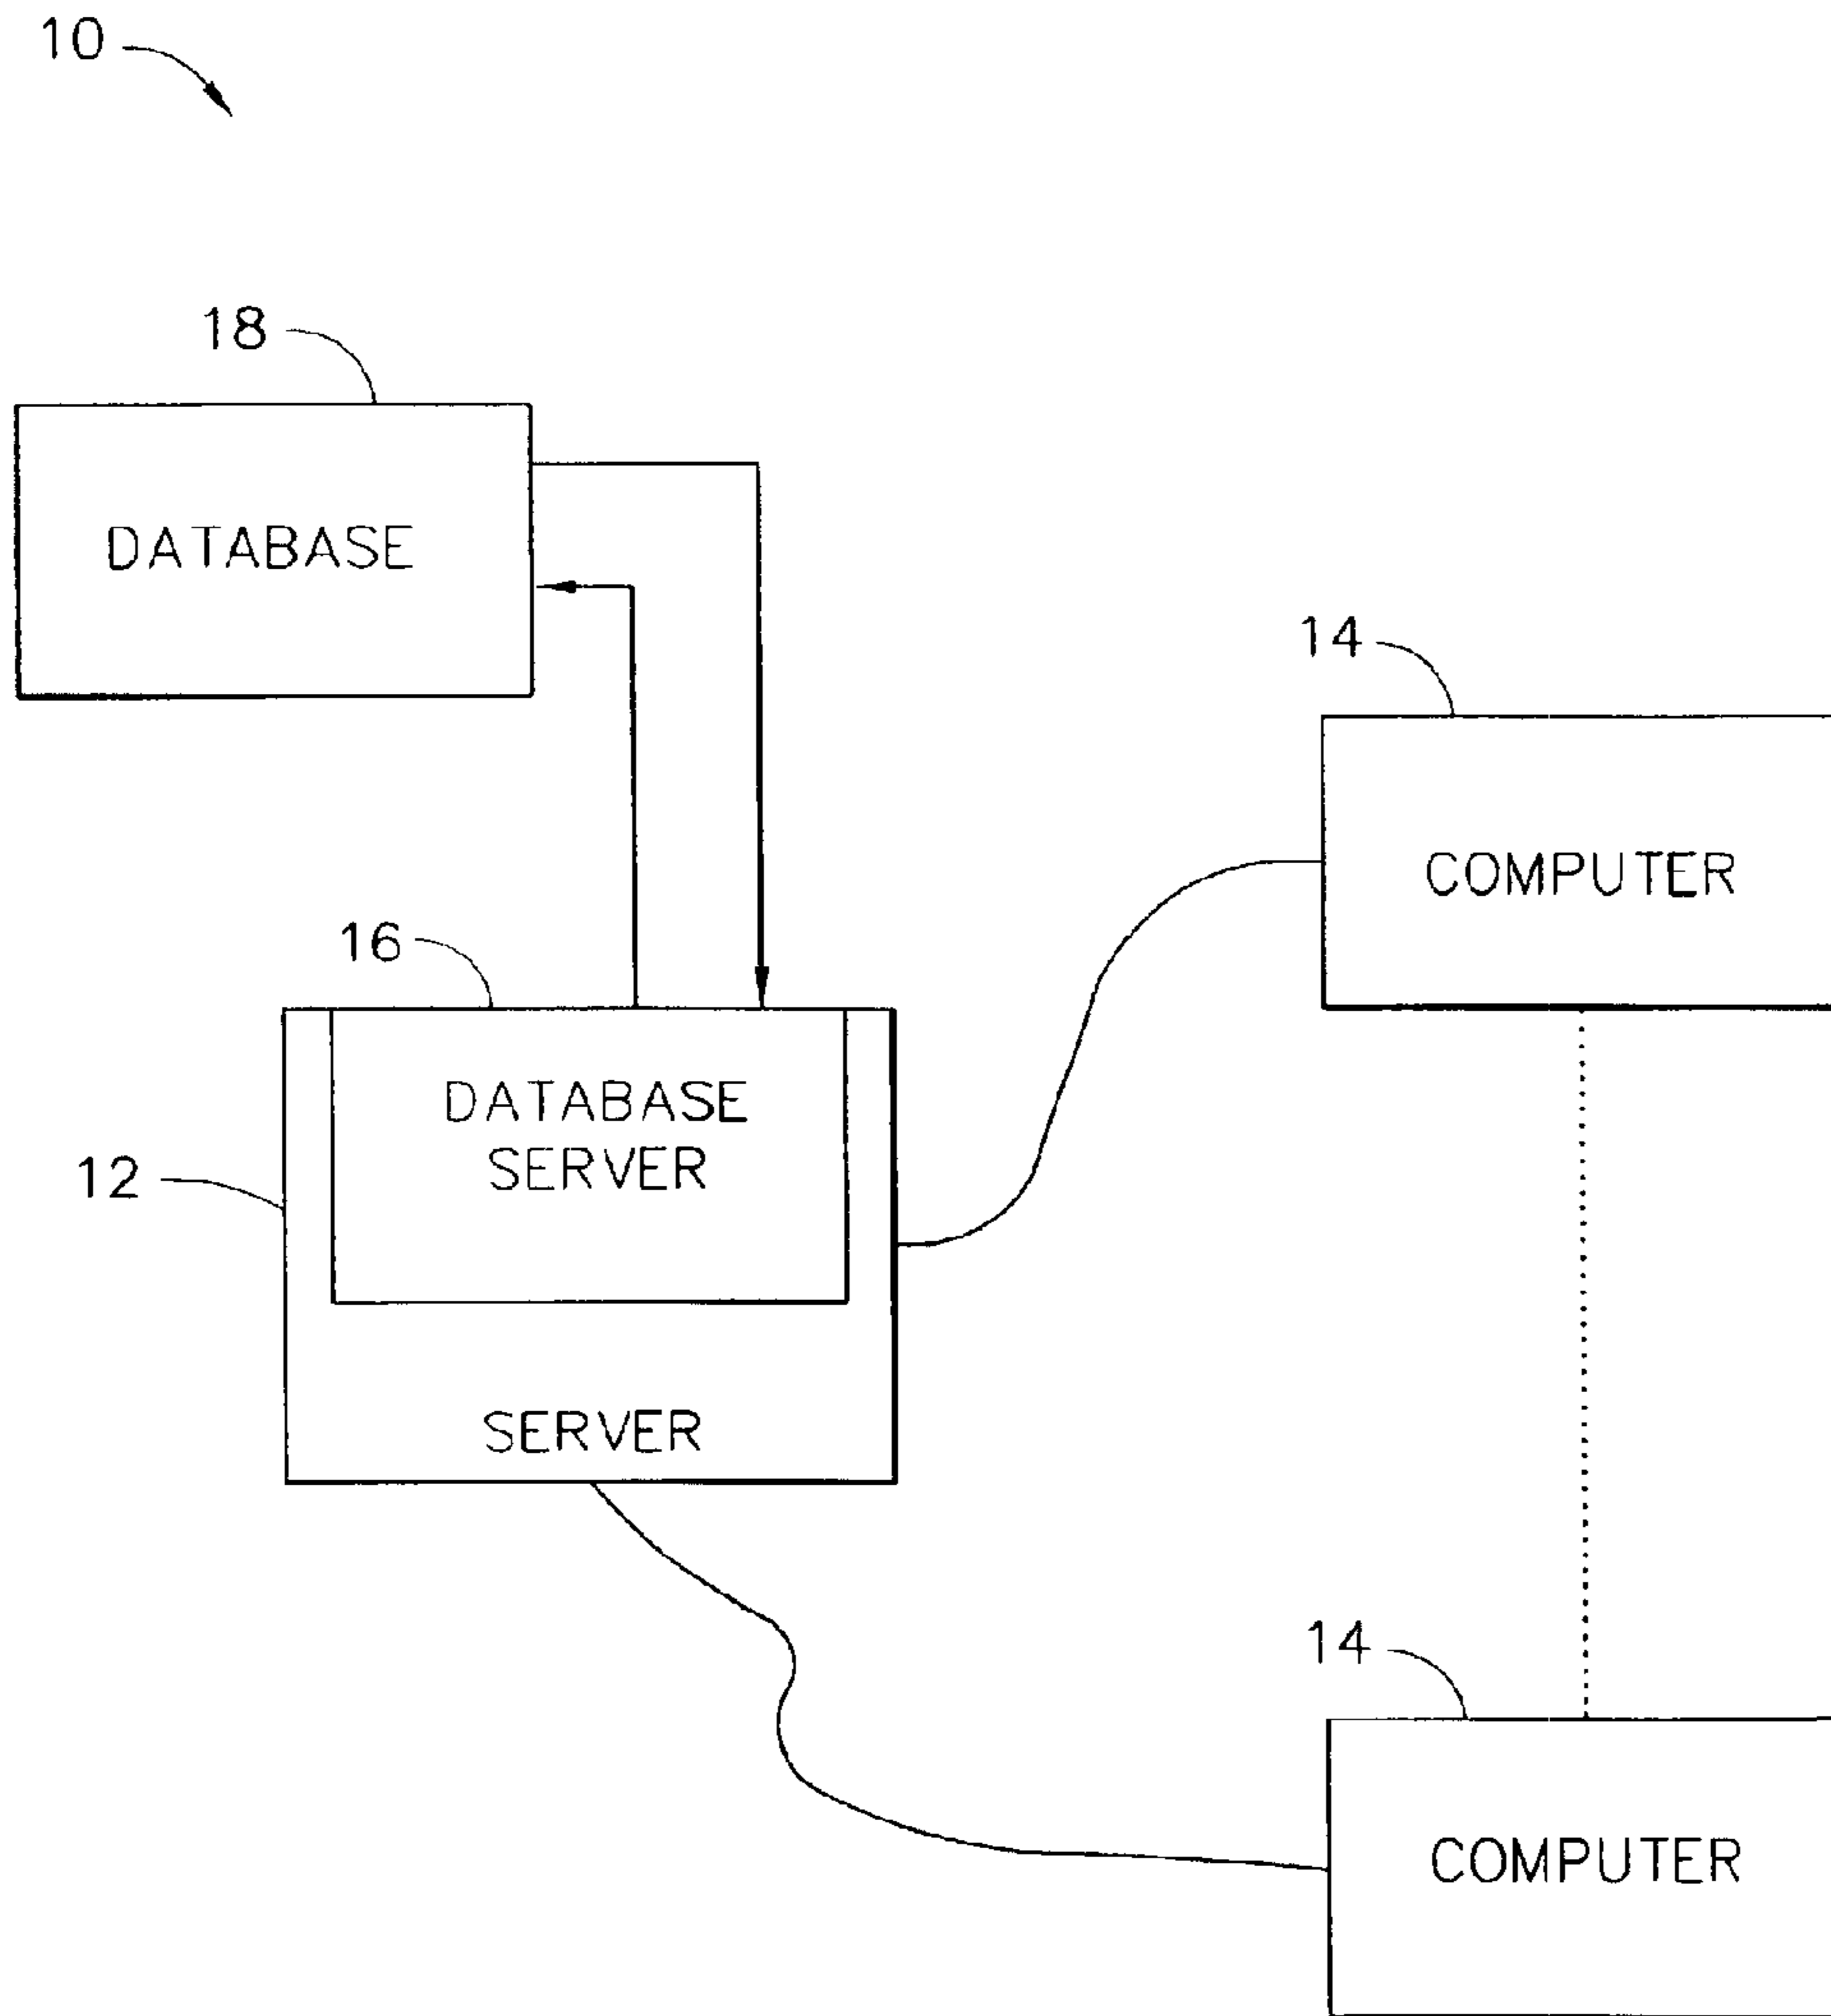 10
18
DATABASE
14
COMPUTER
16
DATABASE
SERVER
12
SERVER
14
COMPUTER